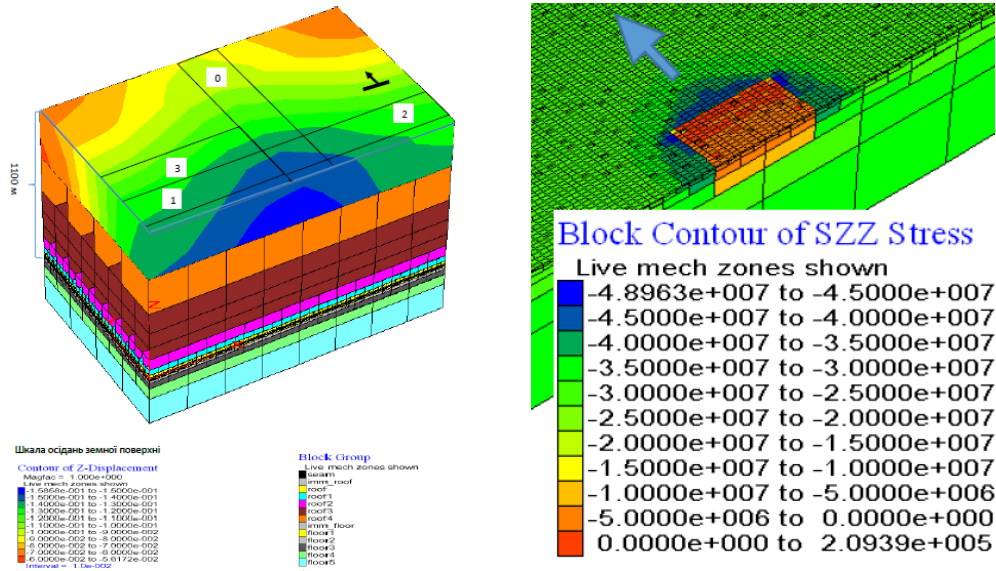 0
2
3
1
1100 м
Шкала осідань земної поверхні
Contour of Z-Displacement
Magfac = 1.000e+000
Live mech zones shown
-1.5858e-001 to -1.5000e-001
-1.5000e-001 to -1.4000e-001
-1.4000e-001 to -1.3000e-001
-1.3000e-001 to -1.2000e-001
-1.2000e-001 to -1.1000e-001
-1.1000e-001 to -1.0000e-001
-1.0000e-001 to -9.0000e-002
-9.0000e-002 to -8.0000e-002
-8.0000e-002 to -7.0000e-002
-7.0000e-002 to -6.0000e-002
-6.0000e-002 to -5.6172e-002
Interval = 1.0e-002
Block Group
Live mech zones shown
seam
imm_roof
roof
roof1
roof2
roof3
roof4
imm_floor
floor1
floor2
floor3
floor4
floor5
Block Contour of SZZ Stress
Live mech zones shown
-4.8963e+007 to -4.5000e+007
-4.5000e+007 to -4.0000e+007
-4.0000e+007 to -3.5000e+007
-3.5000e+007 to -3.0000e+007
-3.0000e+007 to -2.5000e+007
-2.5000e+007 to -2.0000e+007
-2.0000e+007 to -1.5000e+007
-1.5000e+007 to -1.0000e+007
-1.0000e+007 to -5.0000e+006
-5.0000e+006 to 0.0000e+000
0.0000e+000 to 2.0939e+005